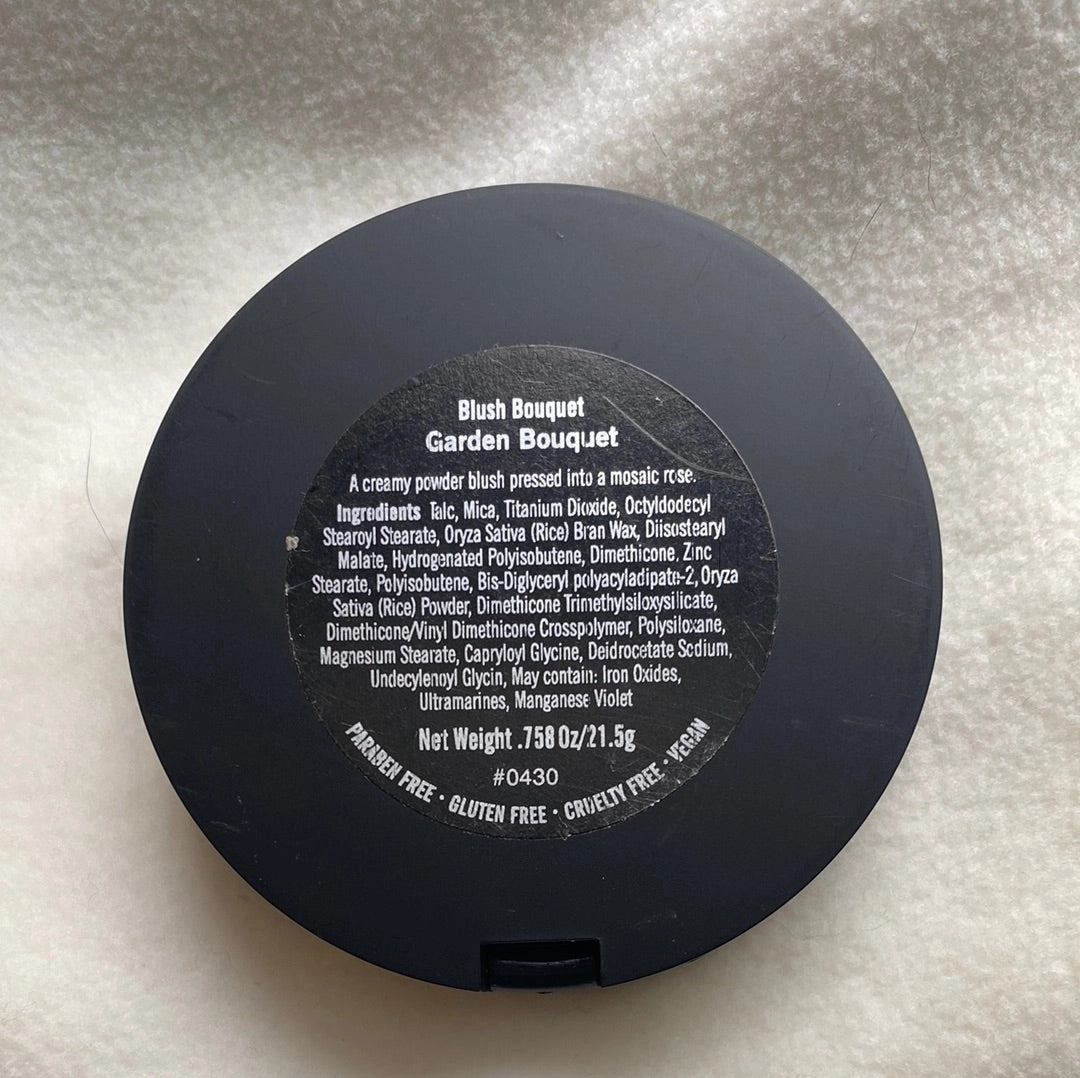 Blush Bouquet
Garden Bouquet
A creamy powder blush pressed into a mosaic rose.
Ingredients Talc, Mica, Titanium Dioxide, Octyldodecyl
Stearoyl Stearate, Oryza Sativa (Rice) Bran Wax, Diisostearyl
Malate, Hydrogenated Polyisobutene, Dimethicone, Zinc
Stearate, Polyisobutene, Bis-Diglyceryl polyacyladipate-2, Oryza
Sativa (Rice) Powder, Dimethicone Trimethylsiloxysilicate,
Dimethicone/Vinyl Dimethicone Crosspolymer, Polysiloxane,
Magnesium Stearate, Capryloyl Glycine, Deidrocetate Sodium,
Undecylenoyl Glycin, May contain: Iron Oxides,
Ultramarines, Manganese Violet
Net Weight .758 Oz/21.5g
#0430
PARABEN FREE · GLUTEN FREE · CRUELTY FREE · VEGAN